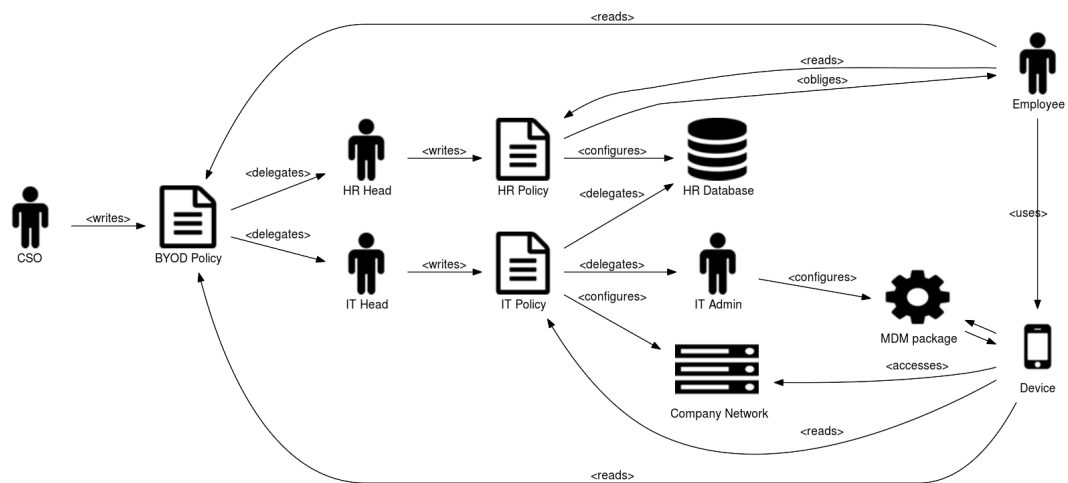 <reads>
<reads>
<obliges>
Employee
<writes>
<configures>
<delegates>
HR Head
HR Policy
HR Database
<delegates>
<writes>
<uses>
CSO
BYOD Policy
<delegates>
<writes>
<delegates>
<configures>
IT Head
IT Policy
<configures>
IT Admin
MDM package
<accesses>
Device
Company Network
<reads>
<reads>